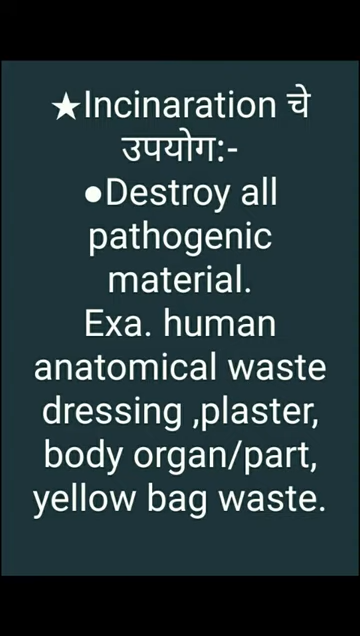 ★Incinaration चे
उपयोग:-
●Destroy all
pathogenic
material.
Exa. human
anatomical waste
dressing ,plaster,
body organ/part,
yellow bag waste.